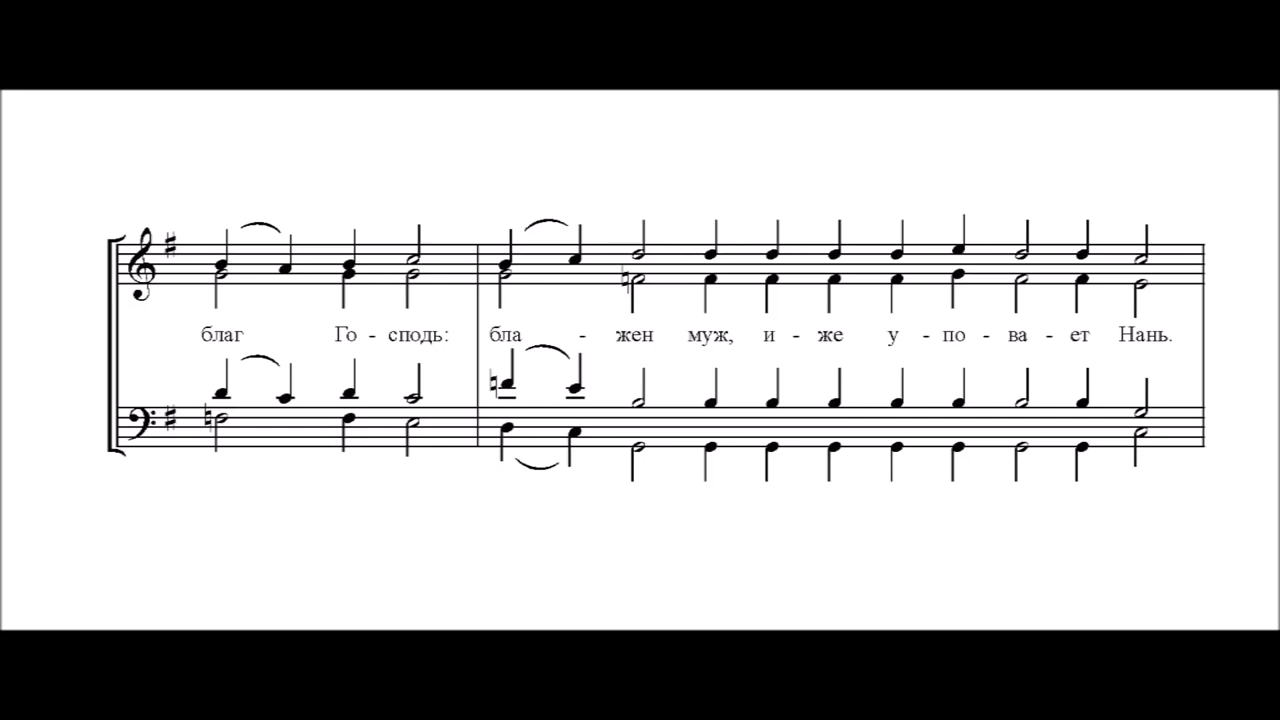 благ Го - сподь: бла - жен муж, и - же у - по - ва - ет Нань.